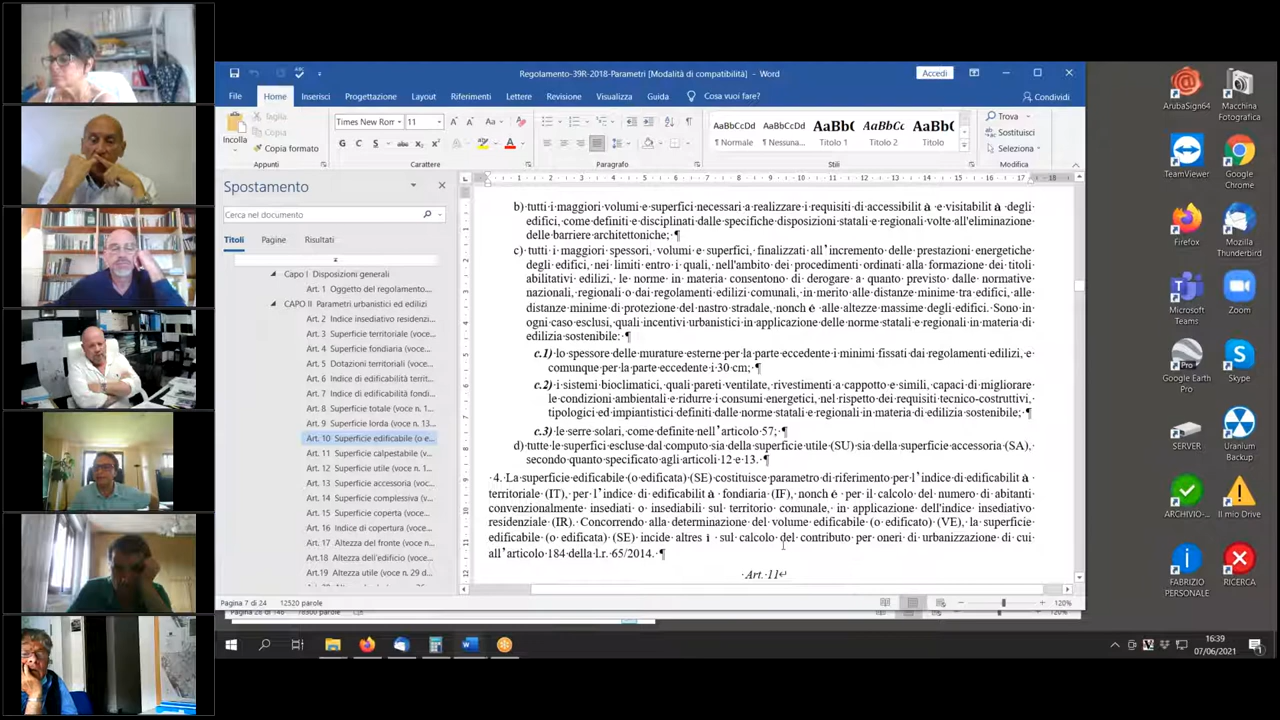 Regolamento-39R-2018-Parametri [Modalità di compatibilità] - Word
Accedi
File Home Inserisci Progettazione Layout Riferimenti Lettere Revisione Visualizza Guida Cosa vuoi fare? Condividi
Incolla
Taglia
Copia
Copia formato
Appunti
Times New Ron 11
G C S
Carattere
Paragrafo
AaBbCcDd AaBbCcDd AaBbC AaBbCc AaBbC
¶ Normale ¶ Nessuna... Titolo 1 Titolo 2 Titolo
Stili
Trova
Sostituisci
Seleziona
Modifica
Spostamento
Cerca nel documento
Titoli Pagine Risultati
Capo I Disposizioni generali
Art. 1 Oggetto del regolamento...
CAPO II Parametri urbanistici ed edilizi
Art. 2 Indice insediativo residenzi...
Art. 3 Superficie territoriale (voce...
Art. 4 Superficie fondiaria (voce...
Art. 5 Dotazioni territoriali (voce...
Art. 6 Indice di edificabilità territ...
Art. 7 Indice di edificabilità fondi...
Art. 8 Superficie totale (voce n. 12...
Art. 9 Superficie lorda (voce n. 13...
Art. 10 Superficie edificabile (o e...
Art. 11 Superficie calpestabile (vo...
Art. 12 Superficie utile (voce n. 1...
Art. 13 Superficie accessoria (voc...
Art. 14 Superficie complessiva (v...
Art. 15 Superficie coperta (voce n...
Art. 16 Indice di copertura (voce...
Art. 17 Altezza del fronte (voce n...
Art. 18 Altezza dell'edificio (voce...
Art.19 Altezza utile (voce n. 29 d...
b) tutti i maggiori volumi e superfici necessari a realizzare i requisiti di accessibilit à e visitabilit à degli
edifici, come definiti e disciplinati dalle specifiche disposizioni statali e regionali volte all'eliminazione
delle barriere architettoniche; ¶
c) tutti i maggiori spessori, volumi e superfici, finalizzati all'incremento delle prestazioni energetiche
degli edifici, nei limiti entro i quali, nell'ambito dei procedimenti ordinati alla formazione dei titoli
abilitativi edilizi, le norme in materia consentono di derogare a quanto previsto dalle normative
nazionali, regionali o dai regolamenti edilizi comunali, in merito alle distanze minime tra edifici, alle
distanze minime di protezione del nastro stradale, nonch é alle altezze massime degli edifici. Sono in
ogni caso esclusi, quali incentivi urbanistici in applicazione delle norme statali e regionali in materia di
edilizia sostenibile: ¶
c.1) lo spessore delle murature esterne per la parte eccedente i minimi fissati dai regolamenti edilizi, e
comunque per la parte eccedente i 30 cm; ¶
c.2) i sistemi bioclimatici, quali pareti ventilate, rivestimenti a cappotto e simili, capaci di migliorare
le condizioni ambientali e ridurre i consumi energetici, nel rispetto dei requisiti tecnico-costruttivi,
tipologici ed impiantistici definiti dalle norme statali e regionali in materia di edilizia sostenibile; ¶
c.3) le serre solari, come definite nell'articolo 57; ¶
d) tutte le superfici escluse dal computo sia della superficie utile (SU) sia della superficie accessoria (SA),
secondo quanto specificato agli articoli 12 e 13. ¶
4. La superficie edificabile (o edificata) (SE) costituisce parametro di riferimento per l'indice di edificabilit à
territoriale (IT), per l'indice di edificabilit à fondiaria (IF), nonch é per il calcolo del numero di abitanti
convenzionalmente insediati o insediabili sul territorio comunale, in applicazione dell'indice insediativo
residenziale (IR). Concorrendo alla determinazione del volume edificabile (o edificato) (VE), la superficie
edificabile (o edificata) (SE) incide altres ì sul calcolo del contributo per oneri di urbanizzazione di cui
all'articolo 184 della l.r. 65/2014. ¶
Art. 11
Pagina 7 di 24 12520 parole 120%
120%
ArubaSign64
Macchina Fotografica
TeamViewer
Google Chrome
Firefox
Mozilla Thunderbird
Microsoft Teams
Zoom
Google Earth Pro
Skype
SERVER
Uranium Backup
ARCHIVIO-...
Il mio Drive
FABRIZIO PERSONALE
RICERCA
16:39
07/06/2021